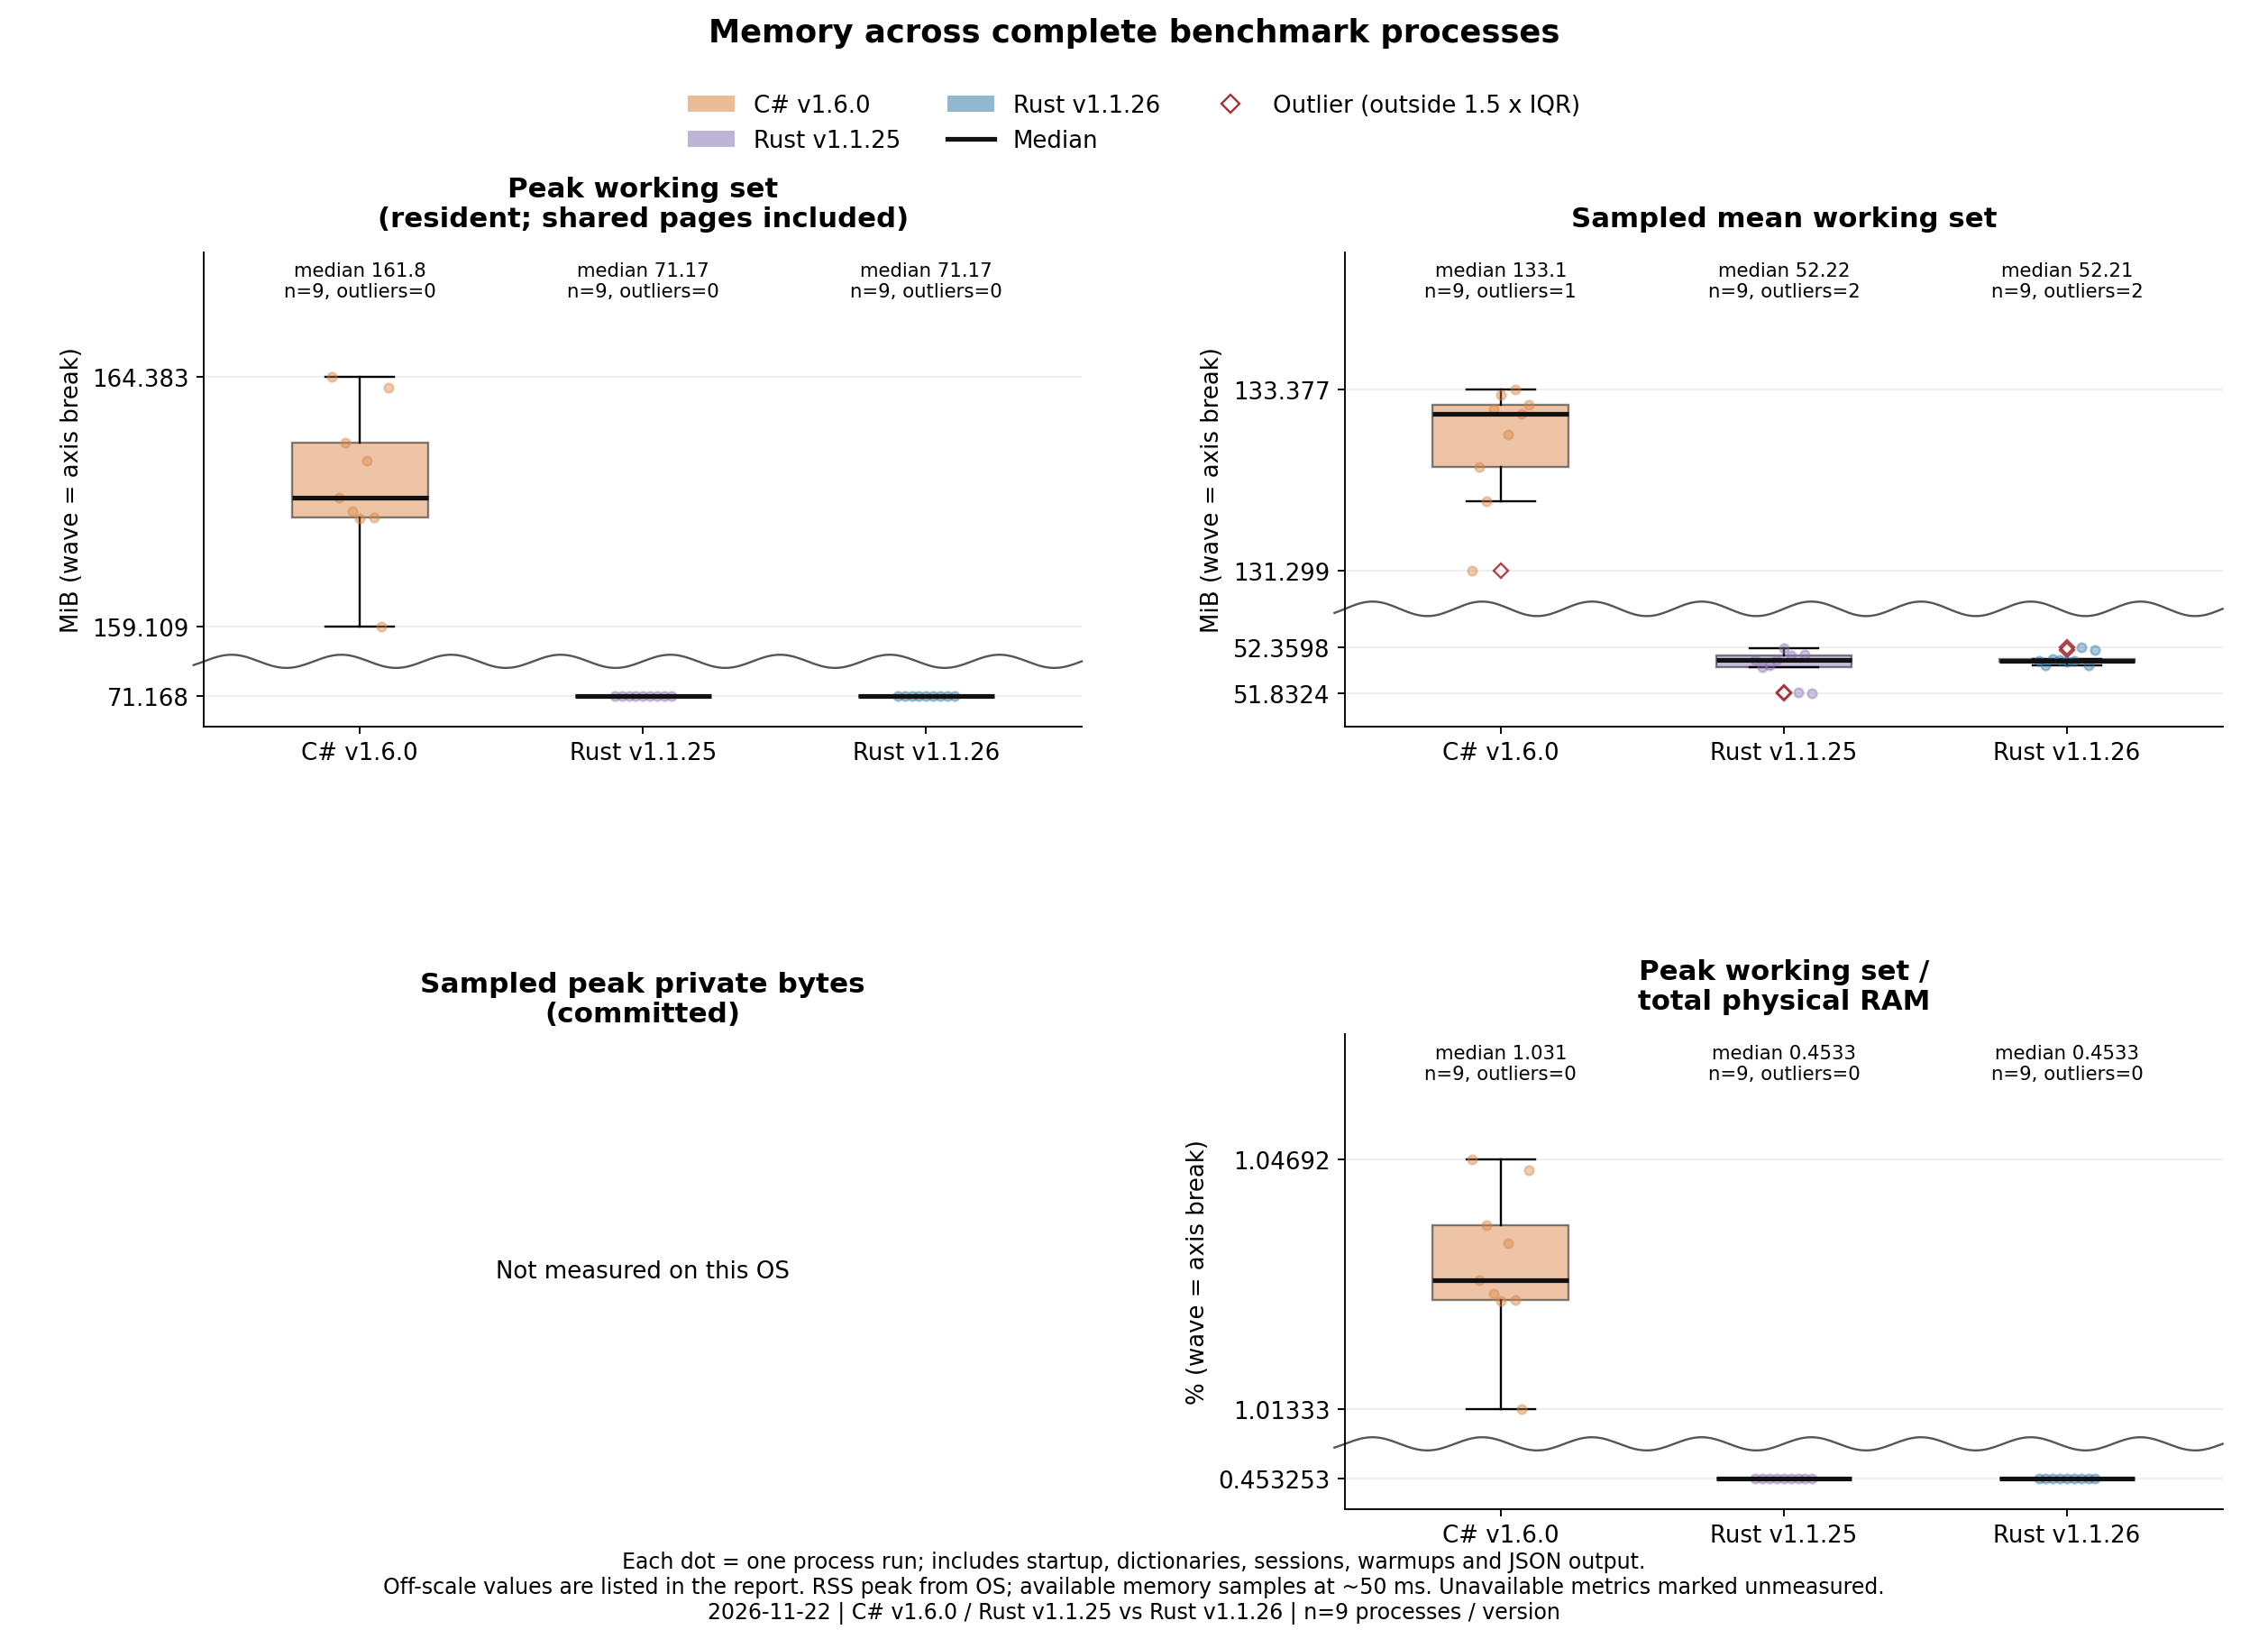 Memory across complete benchmark processes
C# v1.6.0
Rust v1.1.25
Rust v1.1.26
Median
Outlier (outside 1.5 x IQR)
Peak working set
(resident; shared pages included)
median 161.8
n=9, outliers=0
median 71.17
n=9, outliers=0
median 71.17
n=9, outliers=0
MiB (wave = axis break)
164.383
159.109
71.168
C# v1.6.0
Rust v1.1.25
Rust v1.1.26
Sampled mean working set
median 133.1
n=9, outliers=1
median 52.22
n=9, outliers=2
median 52.21
n=9, outliers=2
MiB (wave = axis break)
133.377
131.299
52.3598
51.8324
C# v1.6.0
Rust v1.1.25
Rust v1.1.26
Sampled peak private bytes
(committed)
Not measured on this OS
Peak working set /
total physical RAM
median 1.031
n=9, outliers=0
median 0.4533
n=9, outliers=0
median 0.4533
n=9, outliers=0
% (wave = axis break)
1.04692
1.01333
0.453253
C# v1.6.0
Rust v1.1.25
Rust v1.1.26
Each dot = one process run; includes startup, dictionaries, sessions, warmups and JSON output.
Off-scale values are listed in the report. RSS peak from OS; available memory samples at ~50 ms. Unavailable metrics marked unmeasured.
2026-11-22 | C# v1.6.0 / Rust v1.1.25 vs Rust v1.1.26 | n=9 processes / version